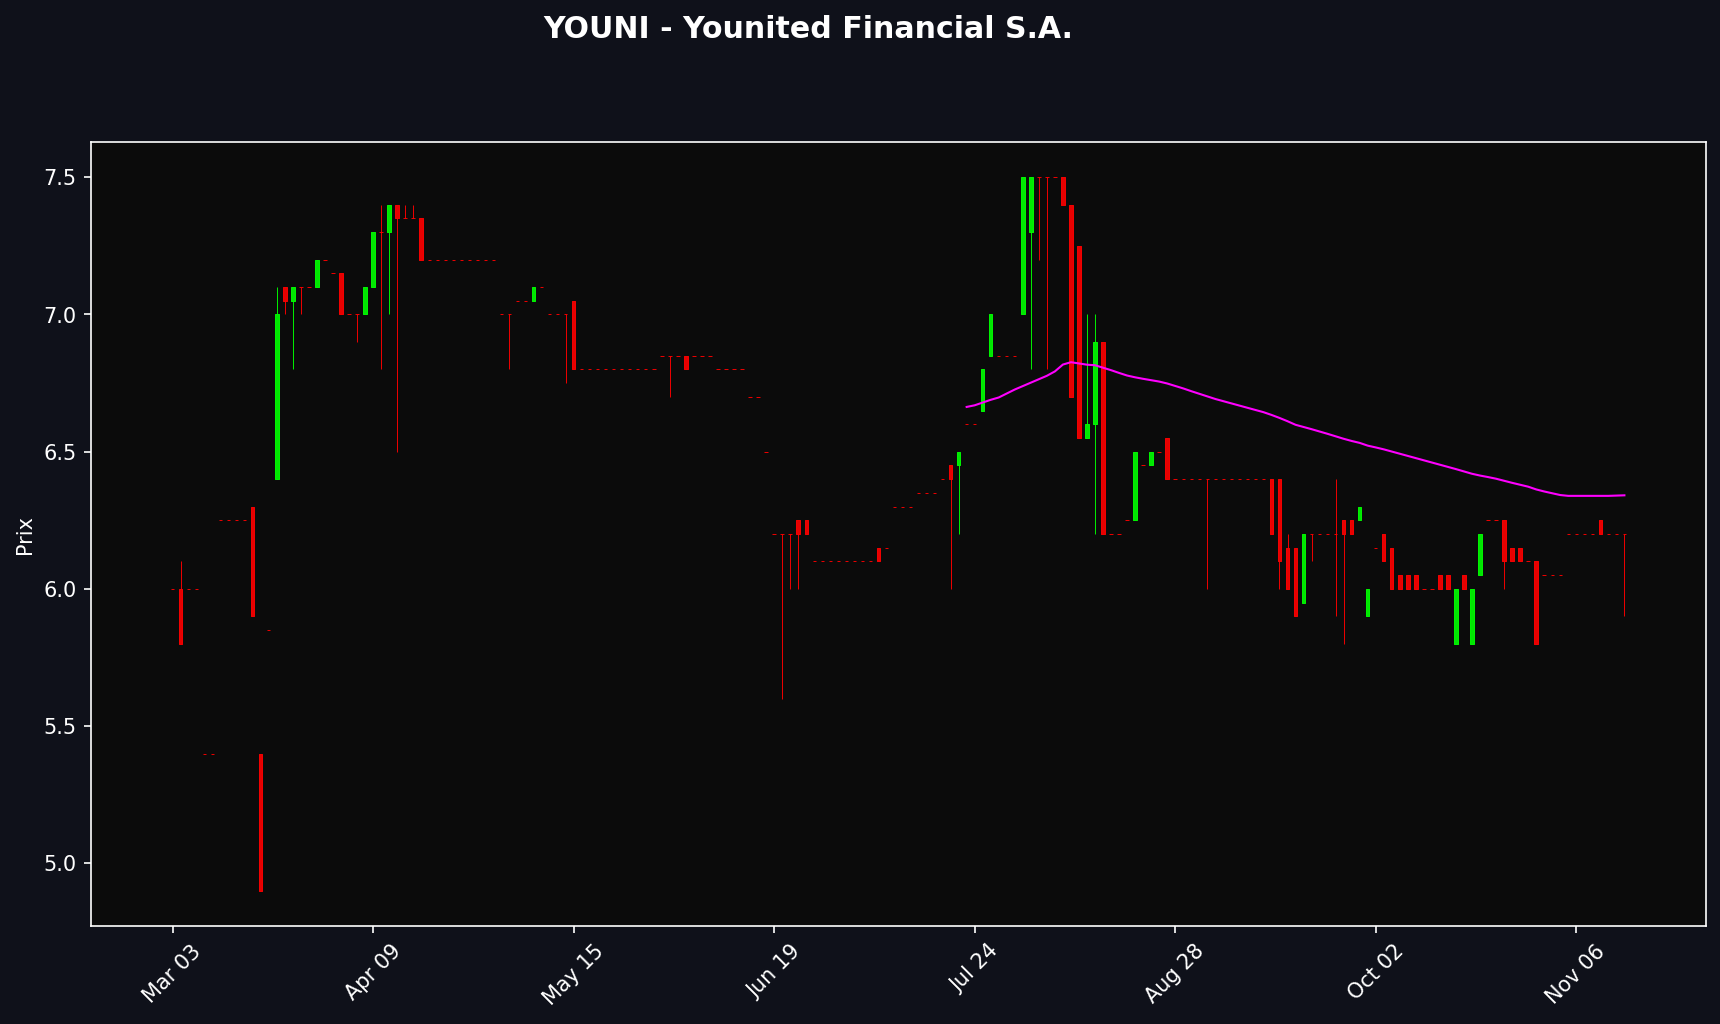 YOUNI - Younited Financial S.A.
Prix
7.5
7.0
6.5
6.0
5.5
5.0
Mar 03
Apr 09
May 15
Jun 19
Jul 24
Aug 28
Oct 02
Nov 06